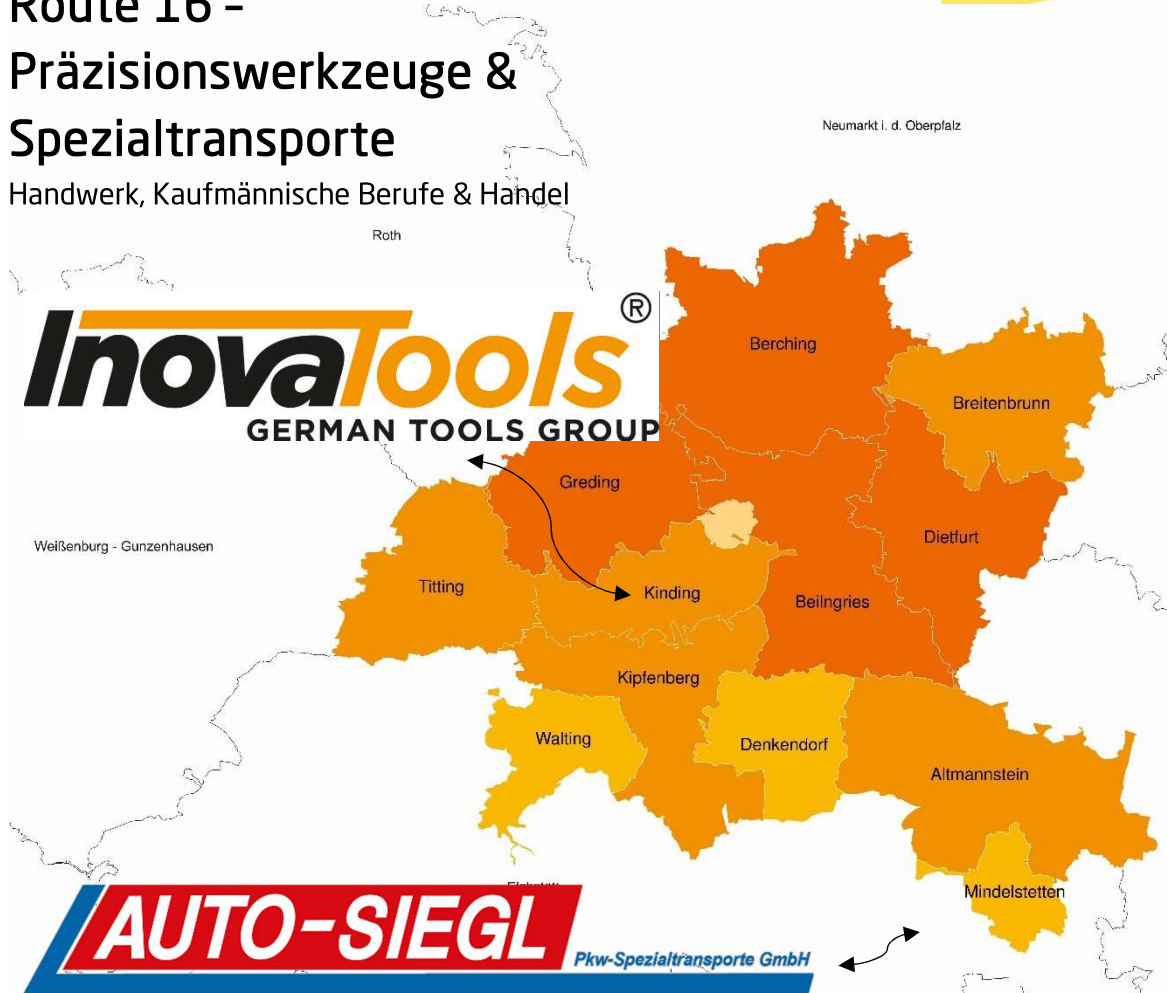 Route 16 –
Präzisionswerkzeuge &
Spezialtransporte
Handwerk, Kaufmännische Berufe & Handel
Neumarkt i. d. Oberpfalz
Roth
InovaTools®
GERMAN TOOLS GROUP
Berching
Breitenbrunn
Greding
Dietfurt
Weißenburg - Gunzenhausen
Titting
Kinding
Beilngries
Kipfenberg
Walting
Denkendorf
Altmannstein
Mindelstetten
AUTO-SIEGL
Pkw-Spezialtransporte GmbH